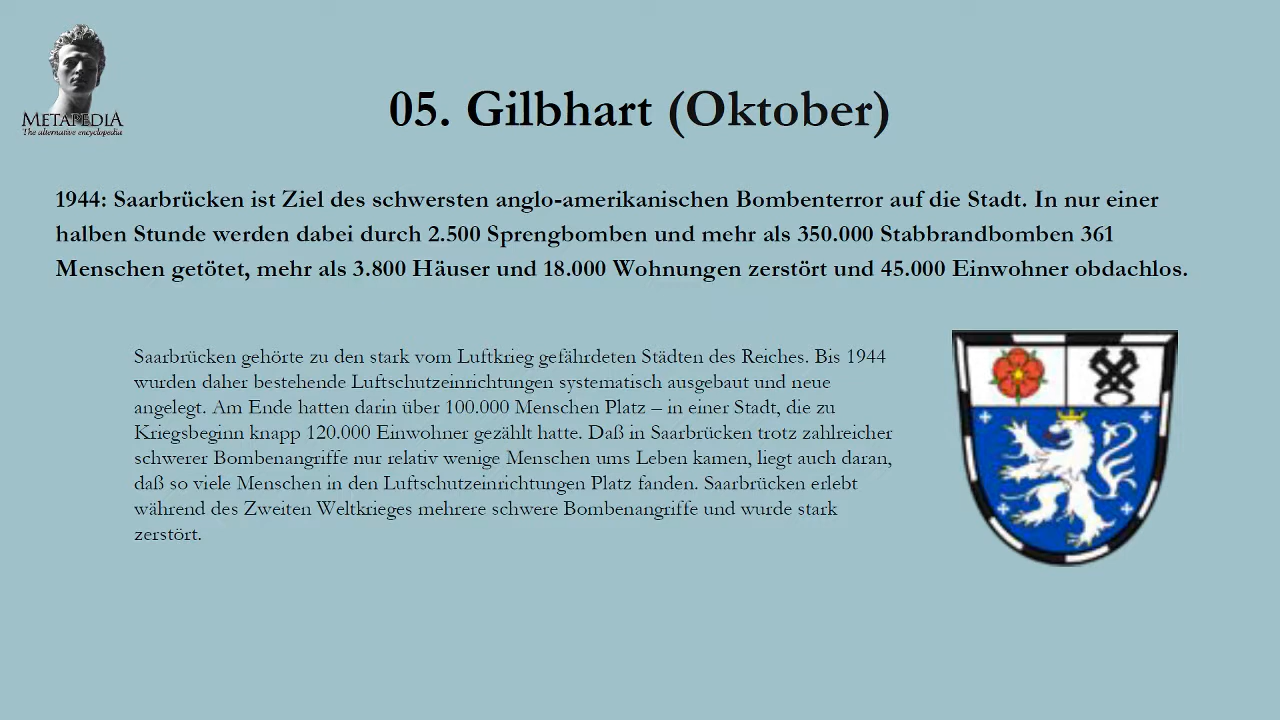 METAPEDIA
The alternative encyclopedia
05. Gilbhart (Oktober)
1944: Saarbrücken ist Ziel des schwersten anglo-amerikanischen Bombenterror auf die Stadt. In nur einer
halben Stunde werden dabei durch 2.500 Sprengbomben und mehr als 350.000 Stabbrandbomben 361
Menschen getötet, mehr als 3.800 Häuser und 18.000 Wohnungen zerstört und 45.000 Einwohner obdachlos.
Saarbrücken gehörte zu den stark vom Luftkrieg gefährdeten Städten des Reiches. Bis 1944
wurden daher bestehende Luftschutzeinrichtungen systematisch ausgebaut und neue
angelegt. Am Ende hatten darin über 100.000 Menschen Platz – in einer Stadt, die zu
Kriegsbeginn knapp 120.000 Einwohner gezählt hatte. Daß in Saarbrücken trotz zahlreicher
schwerer Bombenangriffe nur relativ wenige Menschen ums Leben kamen, liegt auch daran,
daß so viele Menschen in den Luftschutzeinrichtungen Platz fanden. Saarbrücken erlebt
während des Zweiten Weltkrieges mehrere schwere Bombenangriffe und wurde stark
zerstört.